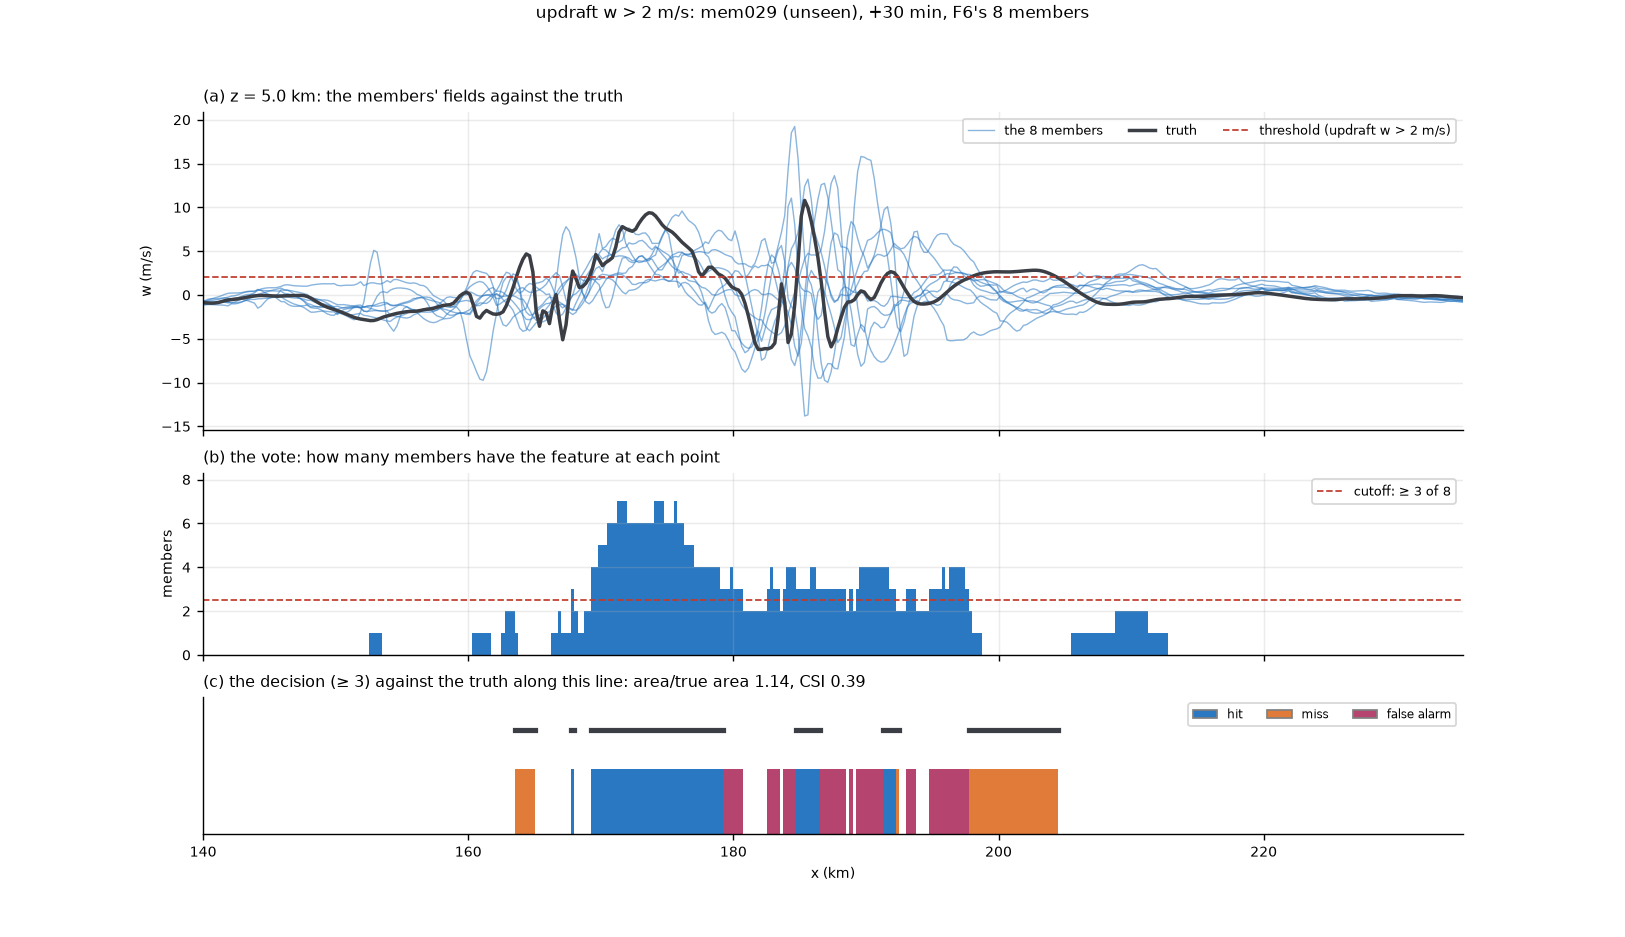 updraft w > 2 m/s: mem029 (unseen), +30 min, F6's 8 members
(a) z = 5.0 km: the members' fields against the truth
the 8 members
truth
threshold (updraft w > 2 m/s)
20
15
10
5
0
−5
−10
−15
w (m/s)
(b) the vote: how many members have the feature at each point
cutoff: ≥ 3 of 8
8
6
4
2
0
members
(c) the decision (≥ 3) against the truth along this line: area/true area 1.14, CSI 0.39
hit
miss
false alarm
140
160
180
200
220
x (km)